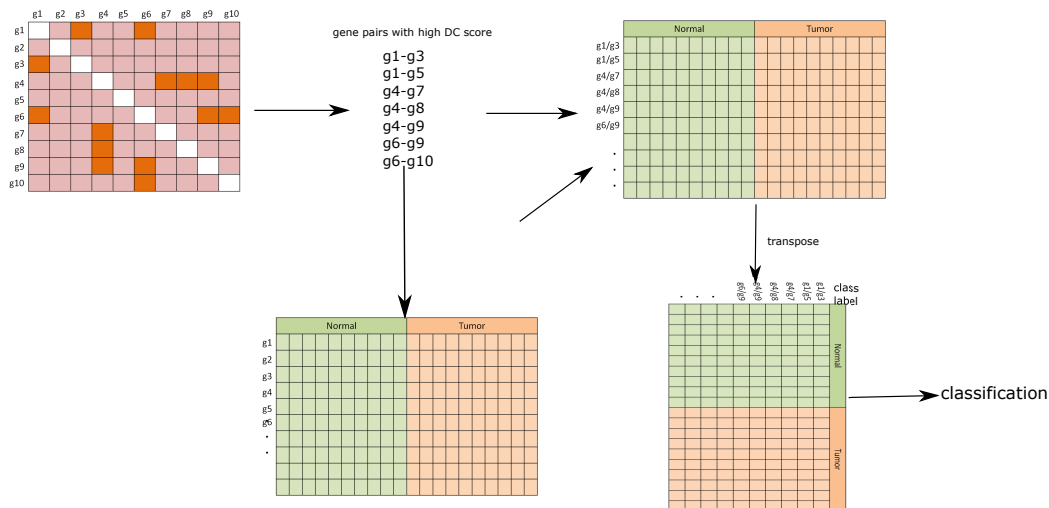 g1 g2 g3 g4 g5 g6 g7 g8 g9 g10
g1
g2
g3
g4
g5
g6
g7
g8
g9
g10
gene pairs with high DC score
g1-g3
g1-g5
g4-g7
g4-g8
g4-g9
g6-g9
g6-g10
Normal Tumor
g1/g3
g1/g5
g4/g7
g4/g8
g4/g9
g6/g9
.
.
.
transpose
Normal Tumor
g1
g2
g3
g4
g5
g6
.
.
.
. . . g6/g9 g4/g9 g4/g8 g4/g7 g1/g5 g1/g3 class
label
Normal
Tumor
classification